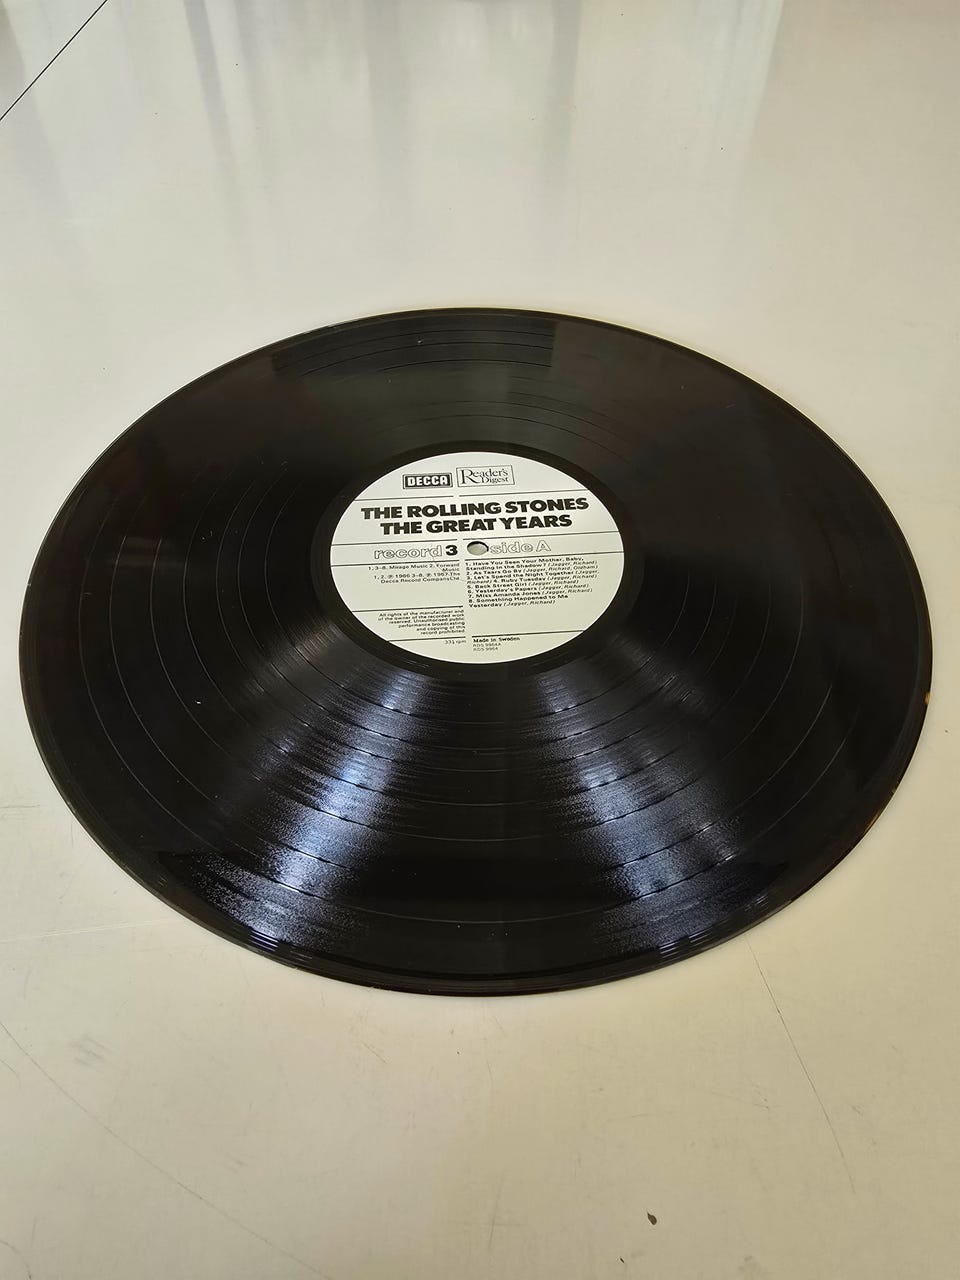 DECCA
Reader's
Digest
THE ROLLING STONES
THE GREAT YEARS
record 3 side A
1, 3-8, Mirage Music 2, Forward
Music
1, 2, ℗ 1966 3-8, ℗ 1967, The
Decca Record Company Ltd.
All rights of the manufacturer and
of the owner of the recorded work
reserved. Unauthorised public
performance broadcasting
and copying of this
record prohibited.
33⅓ rpm
1. Have You Seen Your Mother, Baby,
Standing in the Shadow? (Jagger, Richard)
2. As Tears Go By (Jagger, Richard, Oldham)
3. Let's Spend the Night Together (Jagger,
Richard) 4. Ruby Tuesday (Jagger, Richard)
5. Back Street Girl (Jagger, Richard)
6. Yesterday's Papers (Jagger, Richard)
7. Miss Amanda Jones (Jagger, Richard)
8. Something Happened to Me
Yesterday (Jagger, Richard)
Made in Sweden
RDS 9964A
RDS 9964